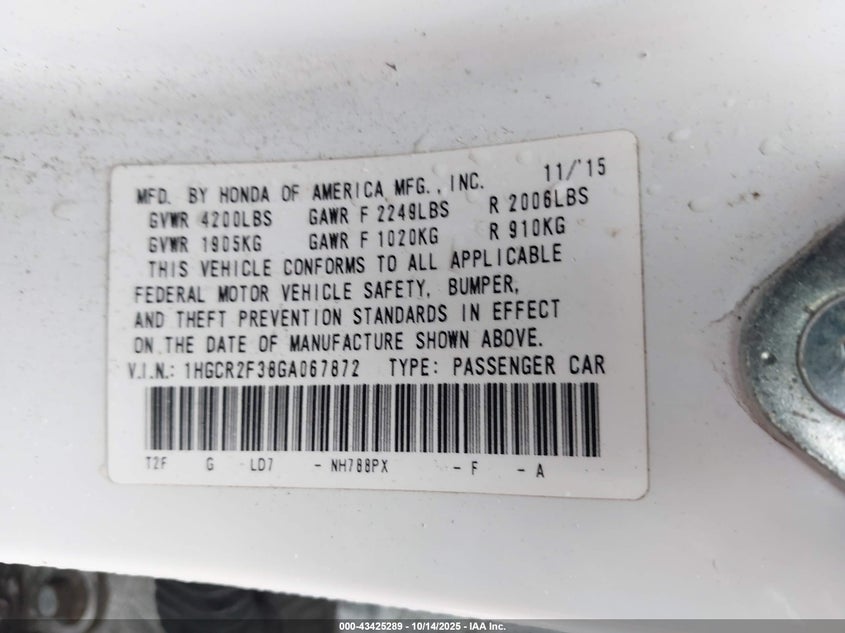 11/'15
MFD. BY HONDA OF AMERICA MFG., INC.
GVWR 4200LBS GAWR F 2249LBS R 2006LBS
GVWR 1905KG GAWR F 1020KG R 910KG
THIS VEHICLE CONFORMS TO ALL APPLICABLE
FEDERAL MOTOR VEHICLE SAFETY, BUMPER,
AND THEFT PREVENTION STANDARDS IN EFFECT
ON THE DATE OF MANUFACTURE SHOWN ABOVE.
V.I.N.: 1HGCR2F38GA067872 TYPE: PASSENGER CAR
T2F G LD7 - NH788PX - F - A
000-43425289 - 10/14/2025 - IAA Inc.